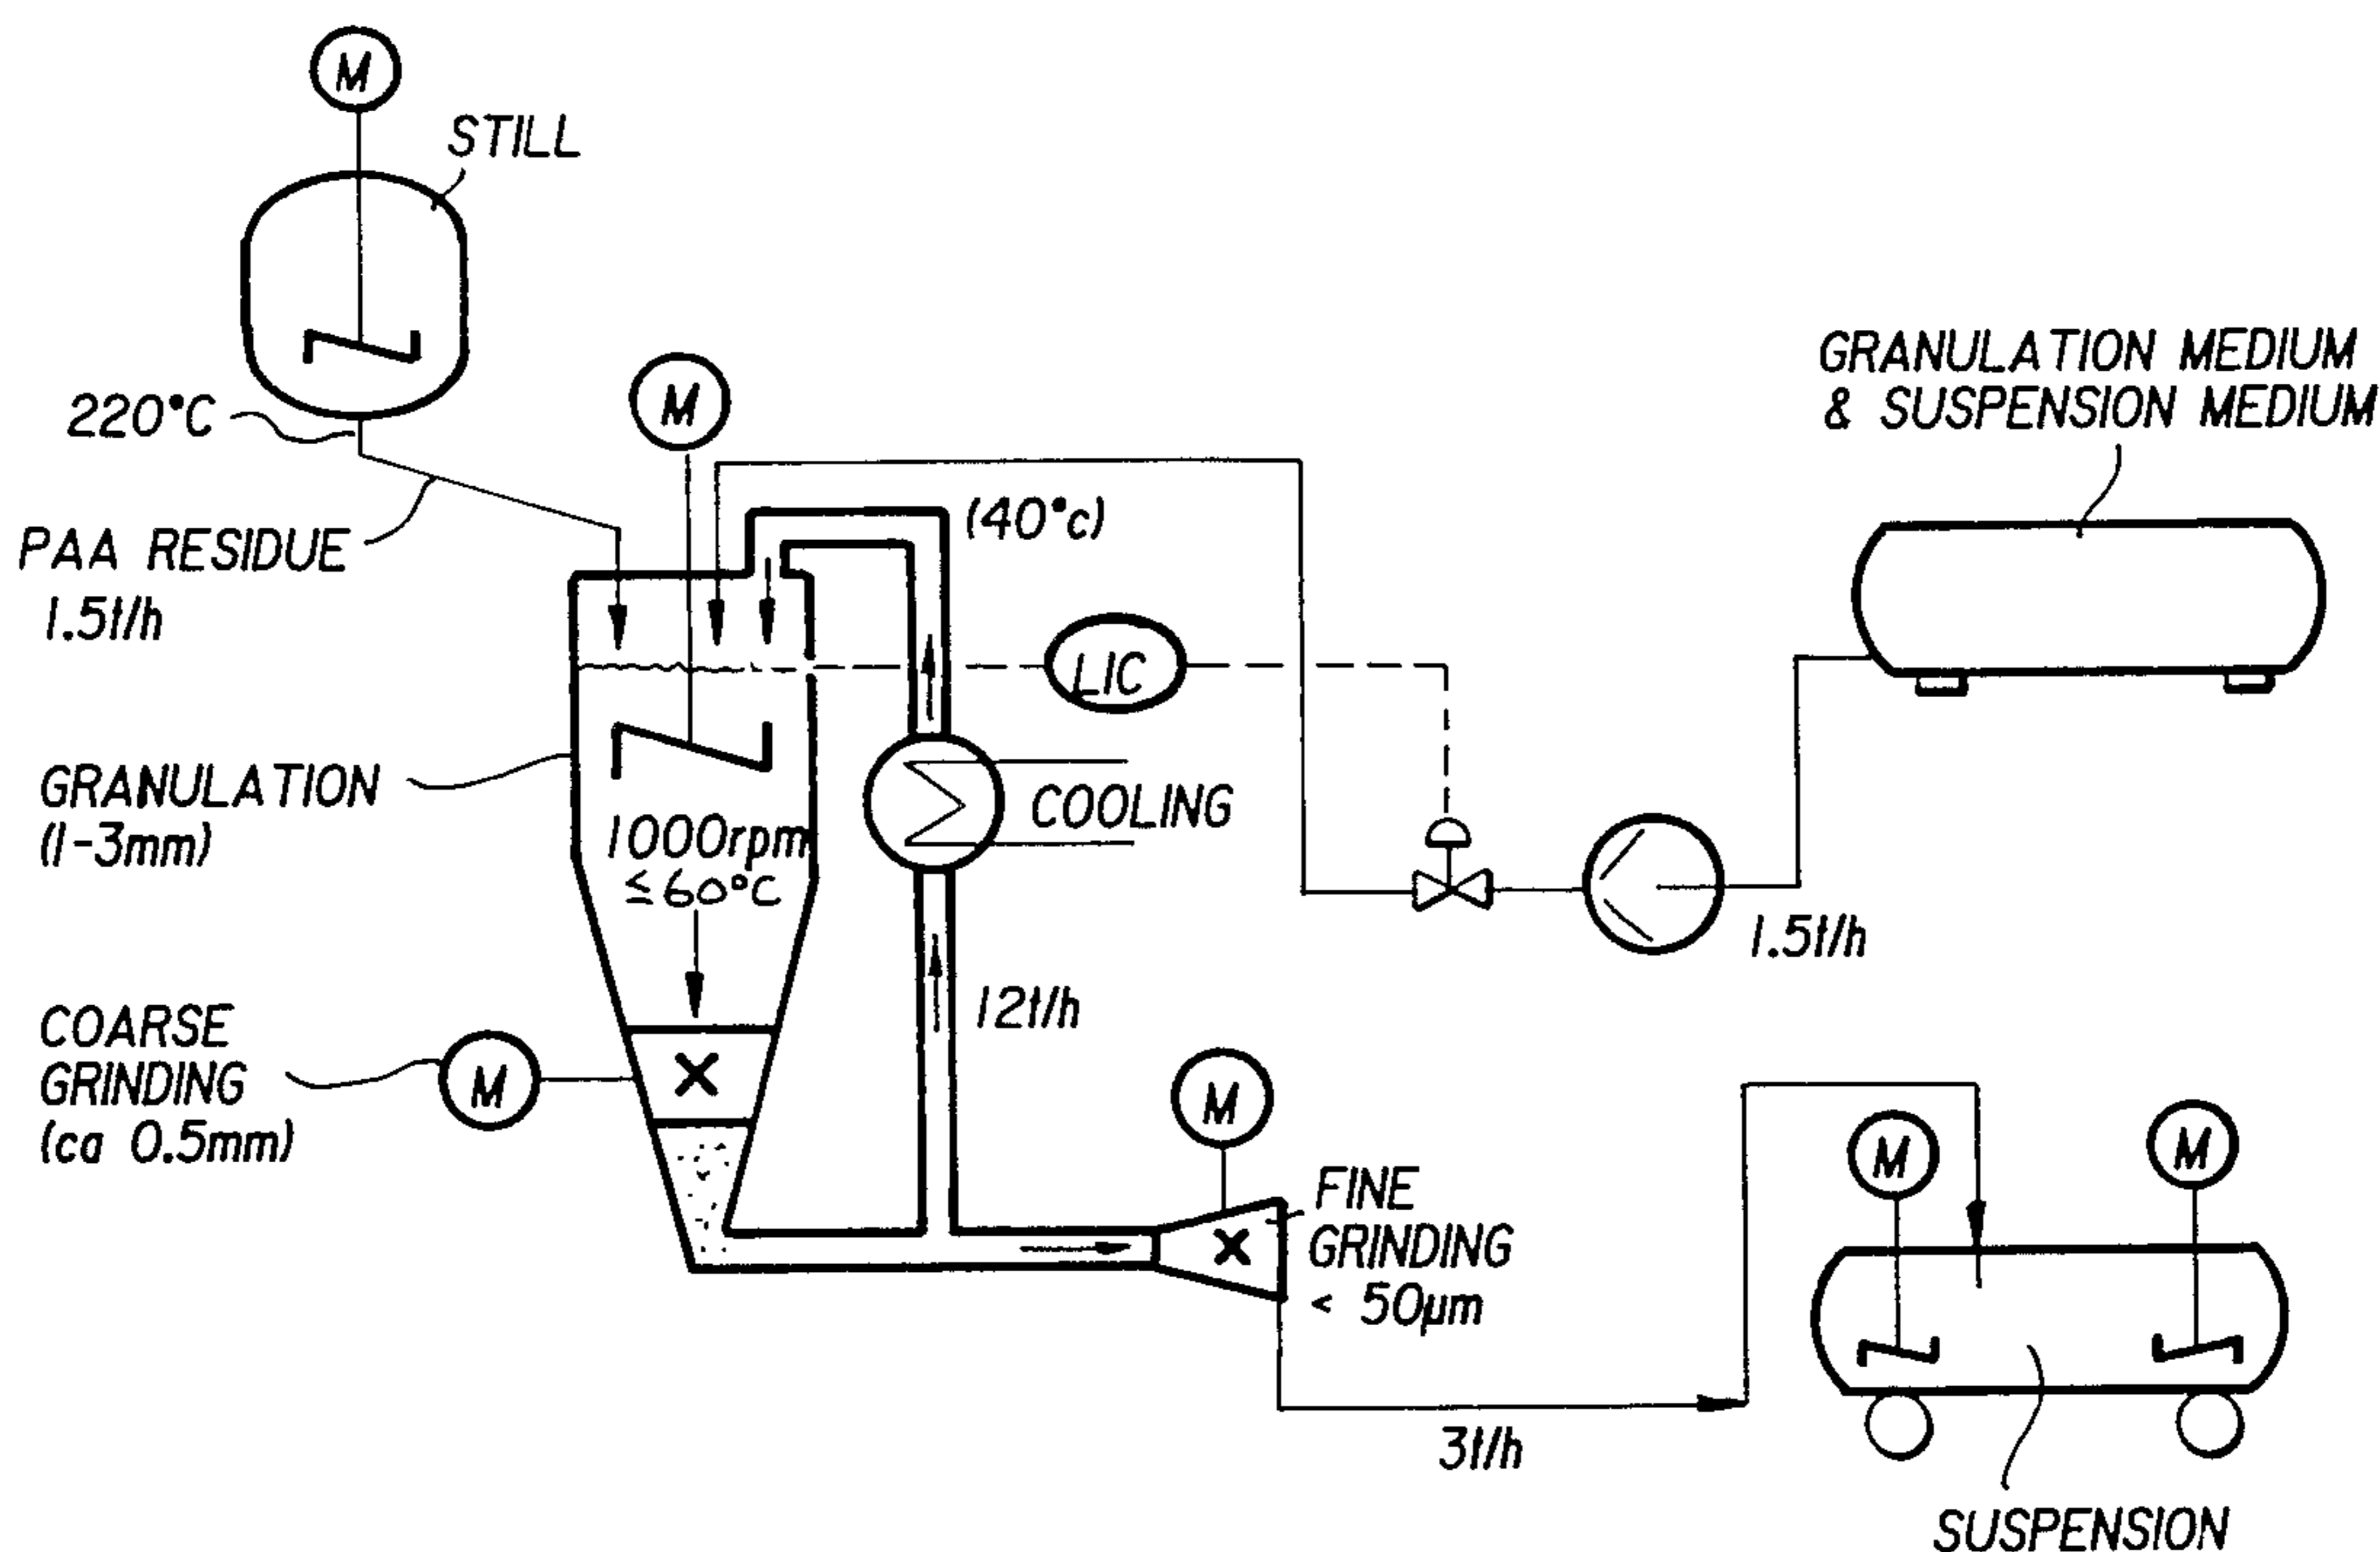 M
STILL
220°C
PAA RESIDUE
1.5t/h
M
(40°c)
GRANULATION MEDIUM
& SUSPENSION MEDIUM
LIC
GRANULATION
(1-3mm)
1000rpm
≤60°C
COOLING
1.5t/h
12t/h
COARSE
GRINDING
(ca 0.5mm)
M
M
FINE
GRINDING
< 50µm
M
M
3t/h
SUSPENSION